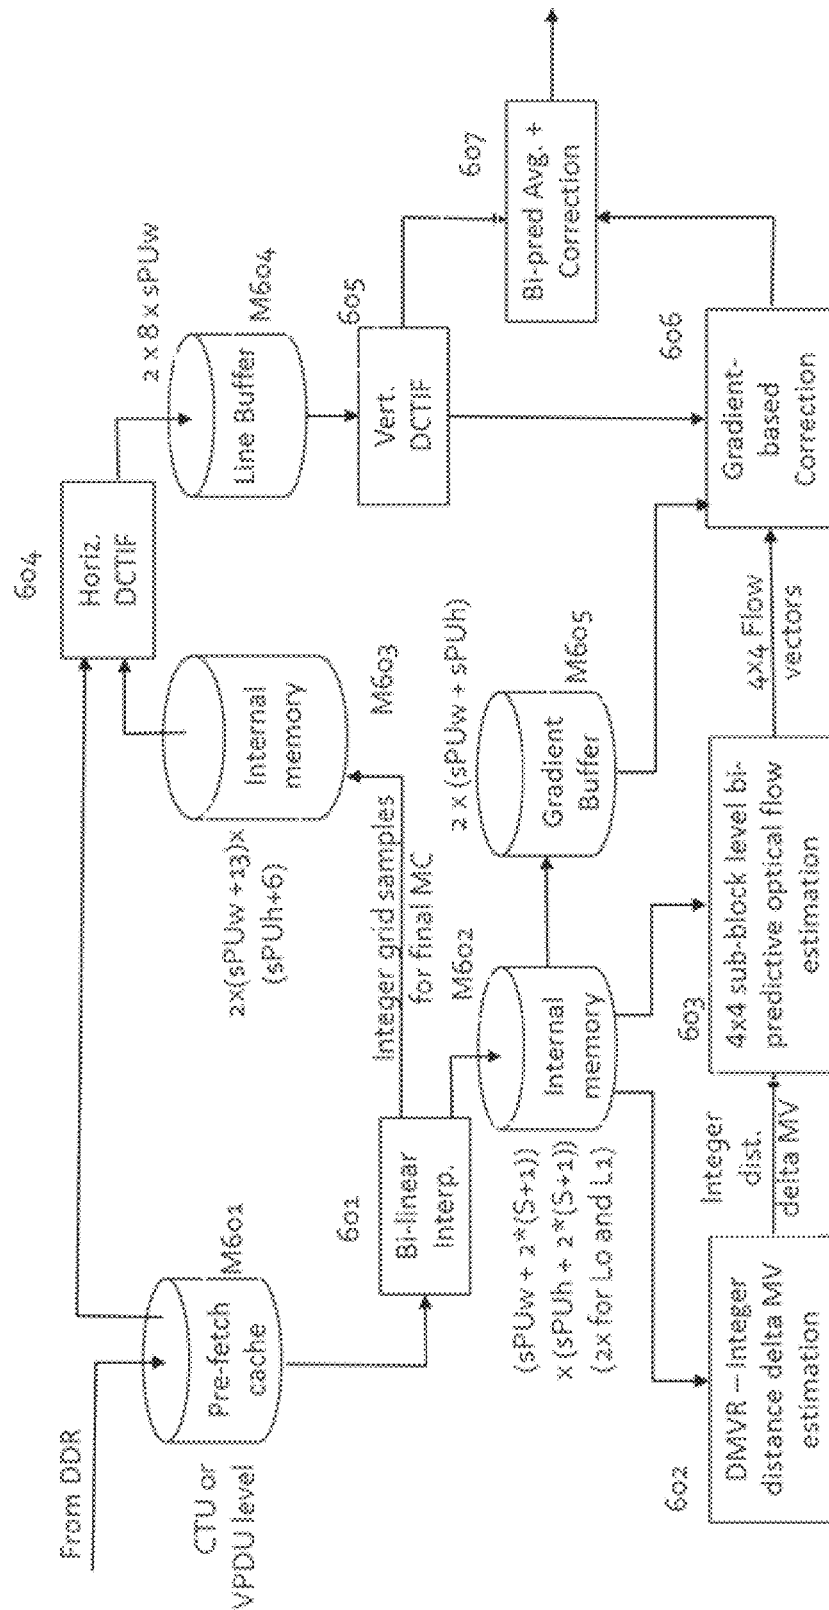 From DDR
CTU or
VPDU level
Pre-fetch
cache
M601
601
Bi-linear
Interp.
Integer grid samples
for final MC
M602
Internal
memory
(sPUw + 2*(S+1))
x (sPUh + 2*(S+1))
(2x for L0 and L1)
602
DMVR – Integer
distance delta MV
estimation
Integer
dist.
delta MV
603
4x4 sub-block level bi-
predictive optical flow
estimation
2x(sPUw +13)x
(sPUh+6)
Internal
memory
M603
2 x (sPUw + sPUh)
Gradient
Buffer
M605
4x4 Flow
vectors
604
Horiz.
DCTIF
2 x 8 x sPUw
Line Buffer
M604
605
Vert.
DCTIF
606
Gradient-
based
Correction
607
Bi-pred Avg. +
Correction